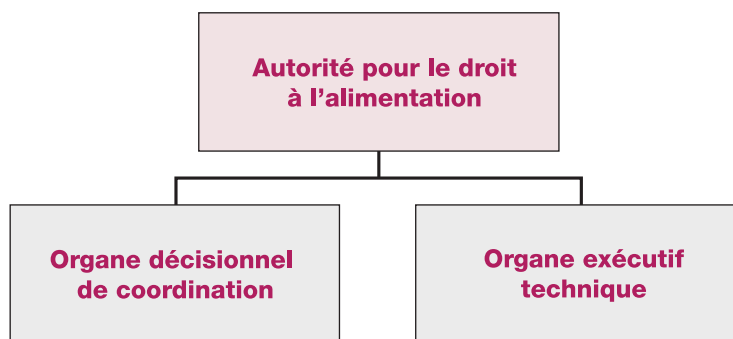 Autorité pour le droit
à l’alimentation
Organe décisionnel
de coordination
Organe exécutif
technique